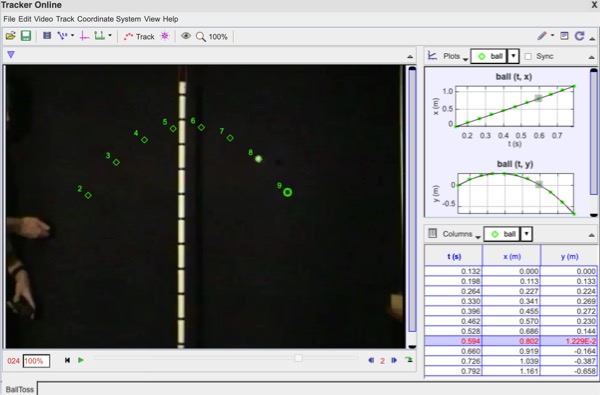 Tracker Online X
File Edit Video Track Coordinate System View Help
Track 100%
Plots ball Sync
ball (t, x)
x (m)
1.0
0.5
0.0
0.2 0.3 0.4 0.5 0.6 0.7
t (s)
ball (t, y)
y (m)
0
-0.5
2
3
4
5
6
7
8
9
Columns ball
t (s) x (m) y (m)
0.132 0.000 0.000
0.198 0.113 0.133
0.264 0.227 0.224
0.330 0.341 0.269
0.396 0.455 0.272
0.462 0.570 0.230
0.528 0.686 0.144
0.594 0.802 1.229E-2
0.660 0.919 -0.164
0.726 1.039 -0.387
0.792 1.161 -0.658
024 100% 2
BallToss